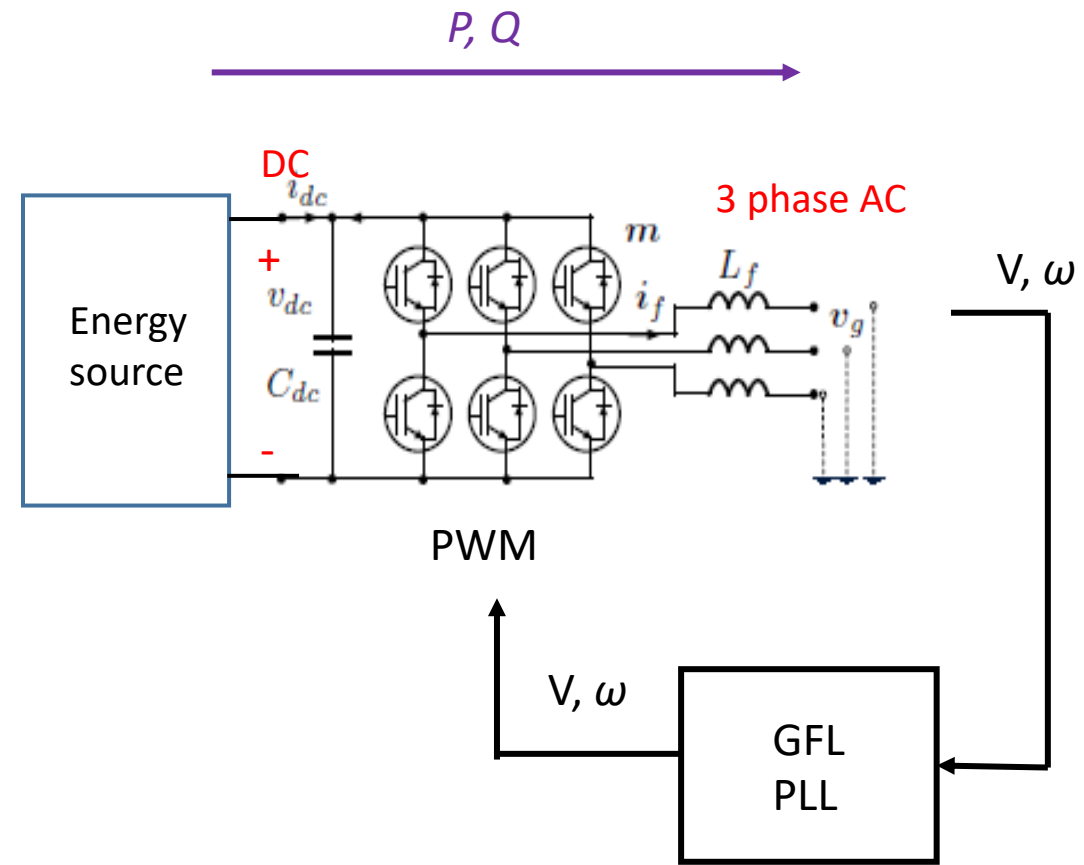 P, Q
DC
i_dc
3 phase AC
+
m
L_f
V, ω
v_dc
i_f
v_g
Energy
source
C_dc
-
PWM
V, ω
GFL
PLL